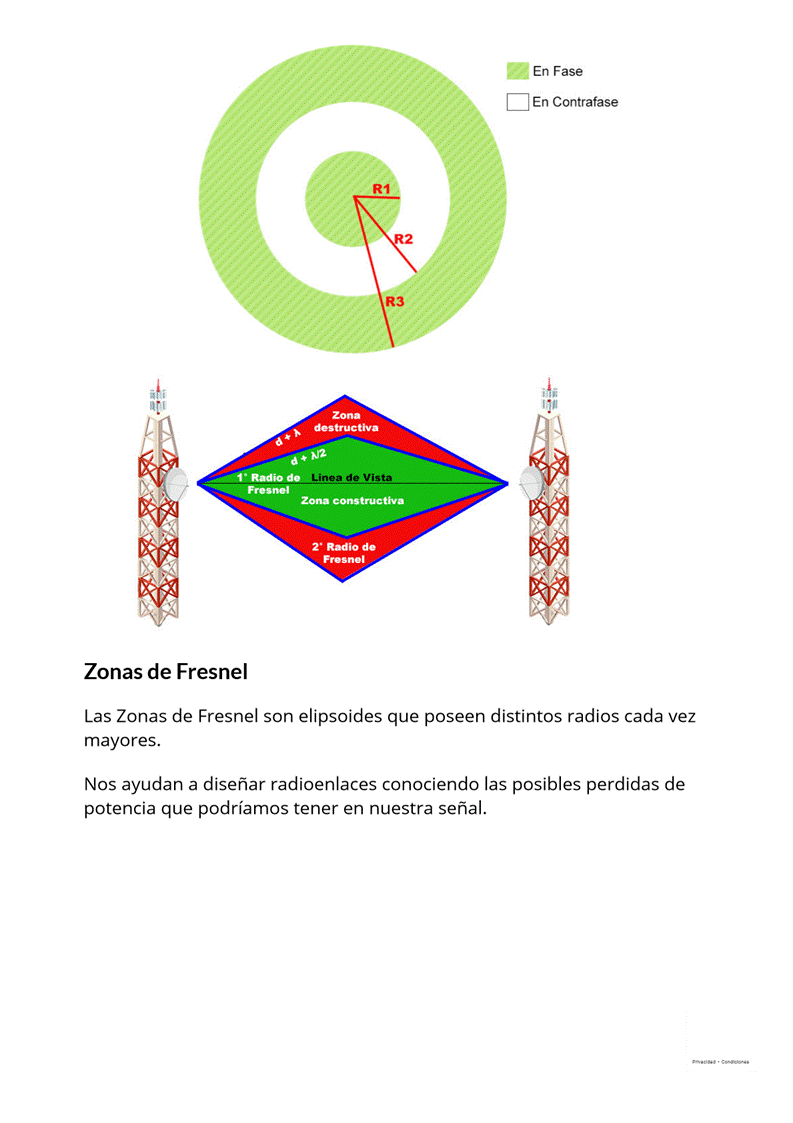 En Fase
En Contrafase
R1
R2
R3
Zona
destructiva
d + λ
d + λ/2
1° Radio de
Fresnel
Linea de Vista
Zona constructiva
2° Radio de
Fresnel
Zonas de Fresnel
Las Zonas de Fresnel son elipsoides que poseen distintos radios cada vez
mayores.
Nos ayudan a diseñar radioenlaces conociendo las posibles perdidas de
potencia que podríamos tener en nuestra señal.
Privacidad - Condiciones